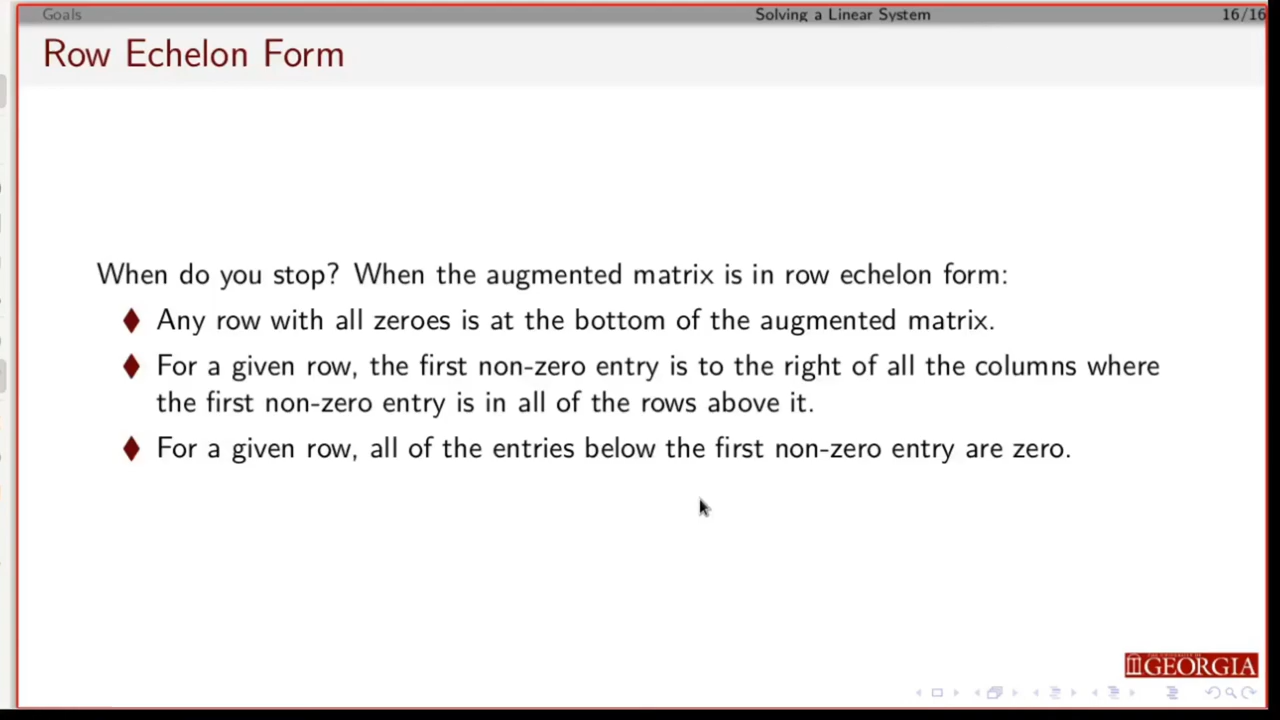 Goals Solving a Linear System 16/16
Row Echelon Form
When do you stop? When the augmented matrix is in row echelon form:
Any row with all zeroes is at the bottom of the augmented matrix.
For a given row, the first non-zero entry is to the right of all the columns where
the first non-zero entry is in all of the rows above it.
For a given row, all of the entries below the first non-zero entry are zero.
GEORGIA